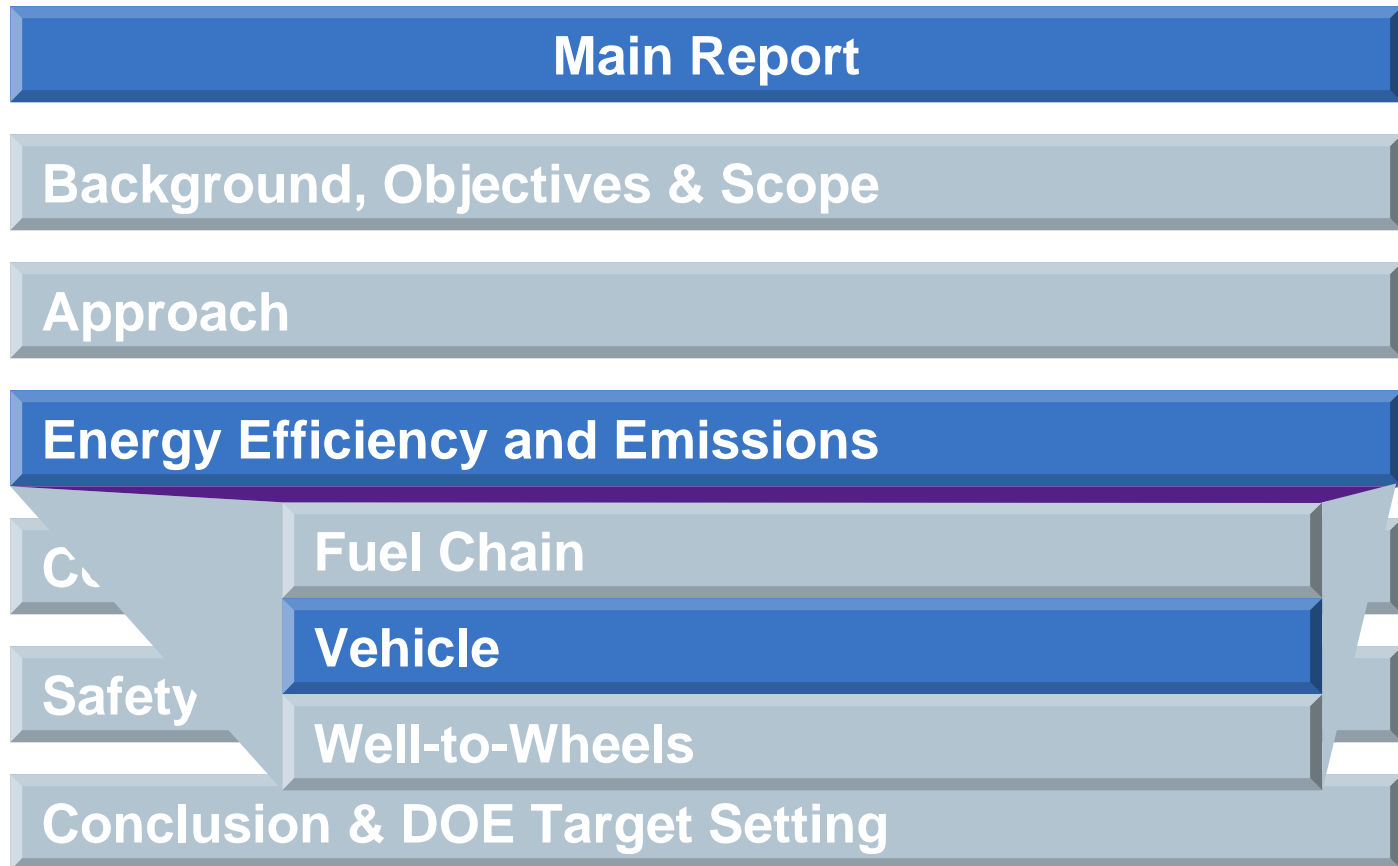 Main Report
Background, Objectives & Scope
Approach
Energy Efficiency and Emissions
Fuel Chain
Vehicle
Safety
Well-to-Wheels
Conclusion & DOE Target Setting